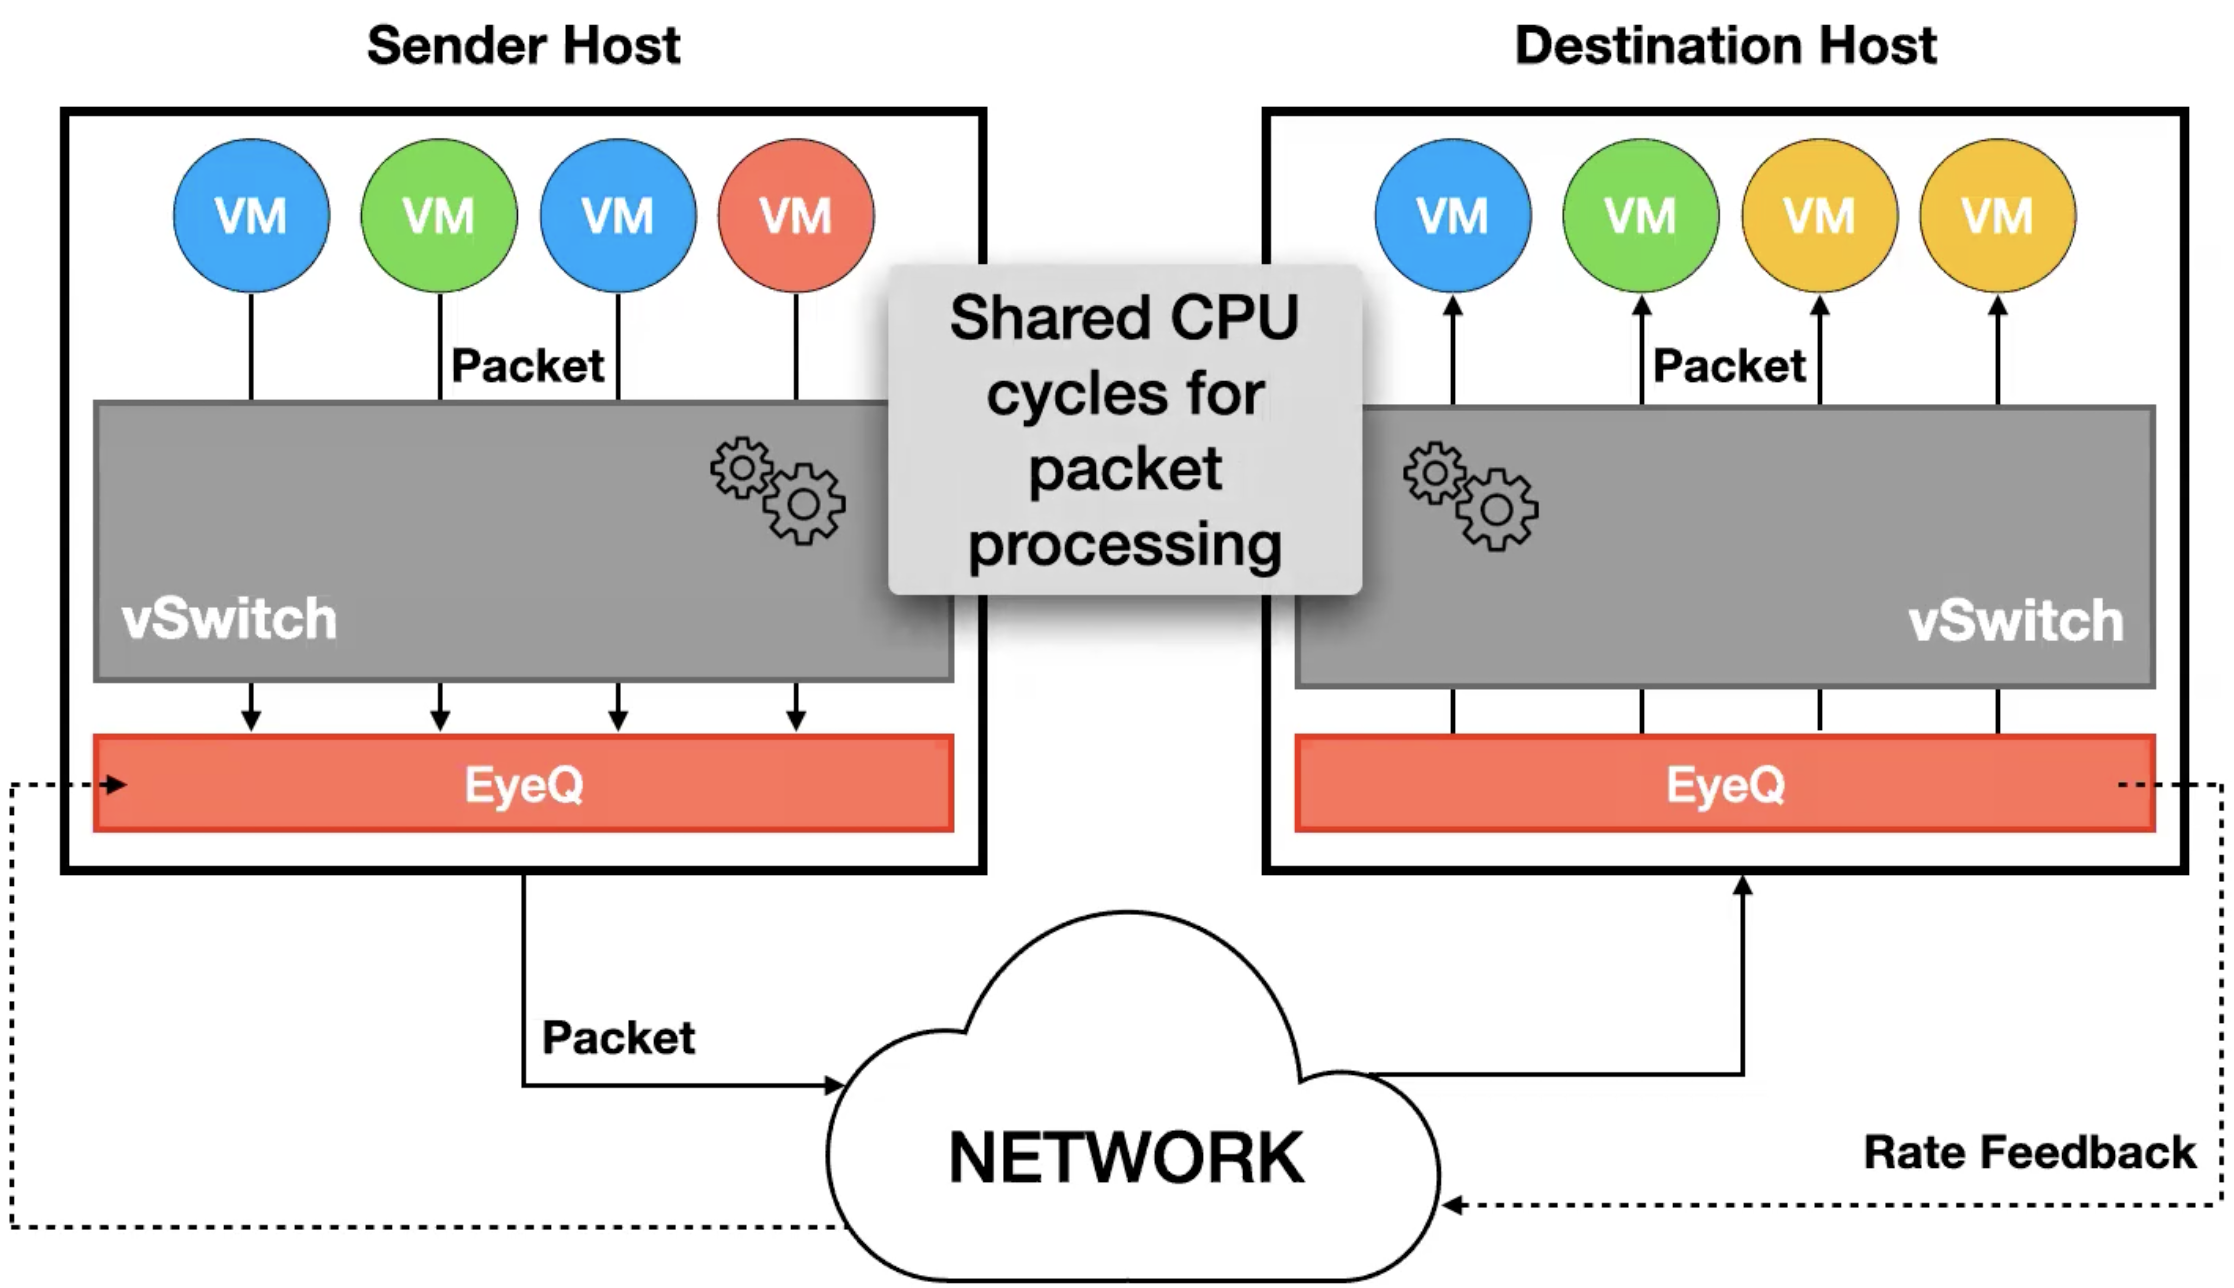 Sender Host
Destination Host
VM VM VM VM
VM VM VM VM
Packet
Shared CPU
cycles for
packet
processing
Packet
vSwitch
vSwitch
EyeQ
EyeQ
Packet
NETWORK
Rate Feedback